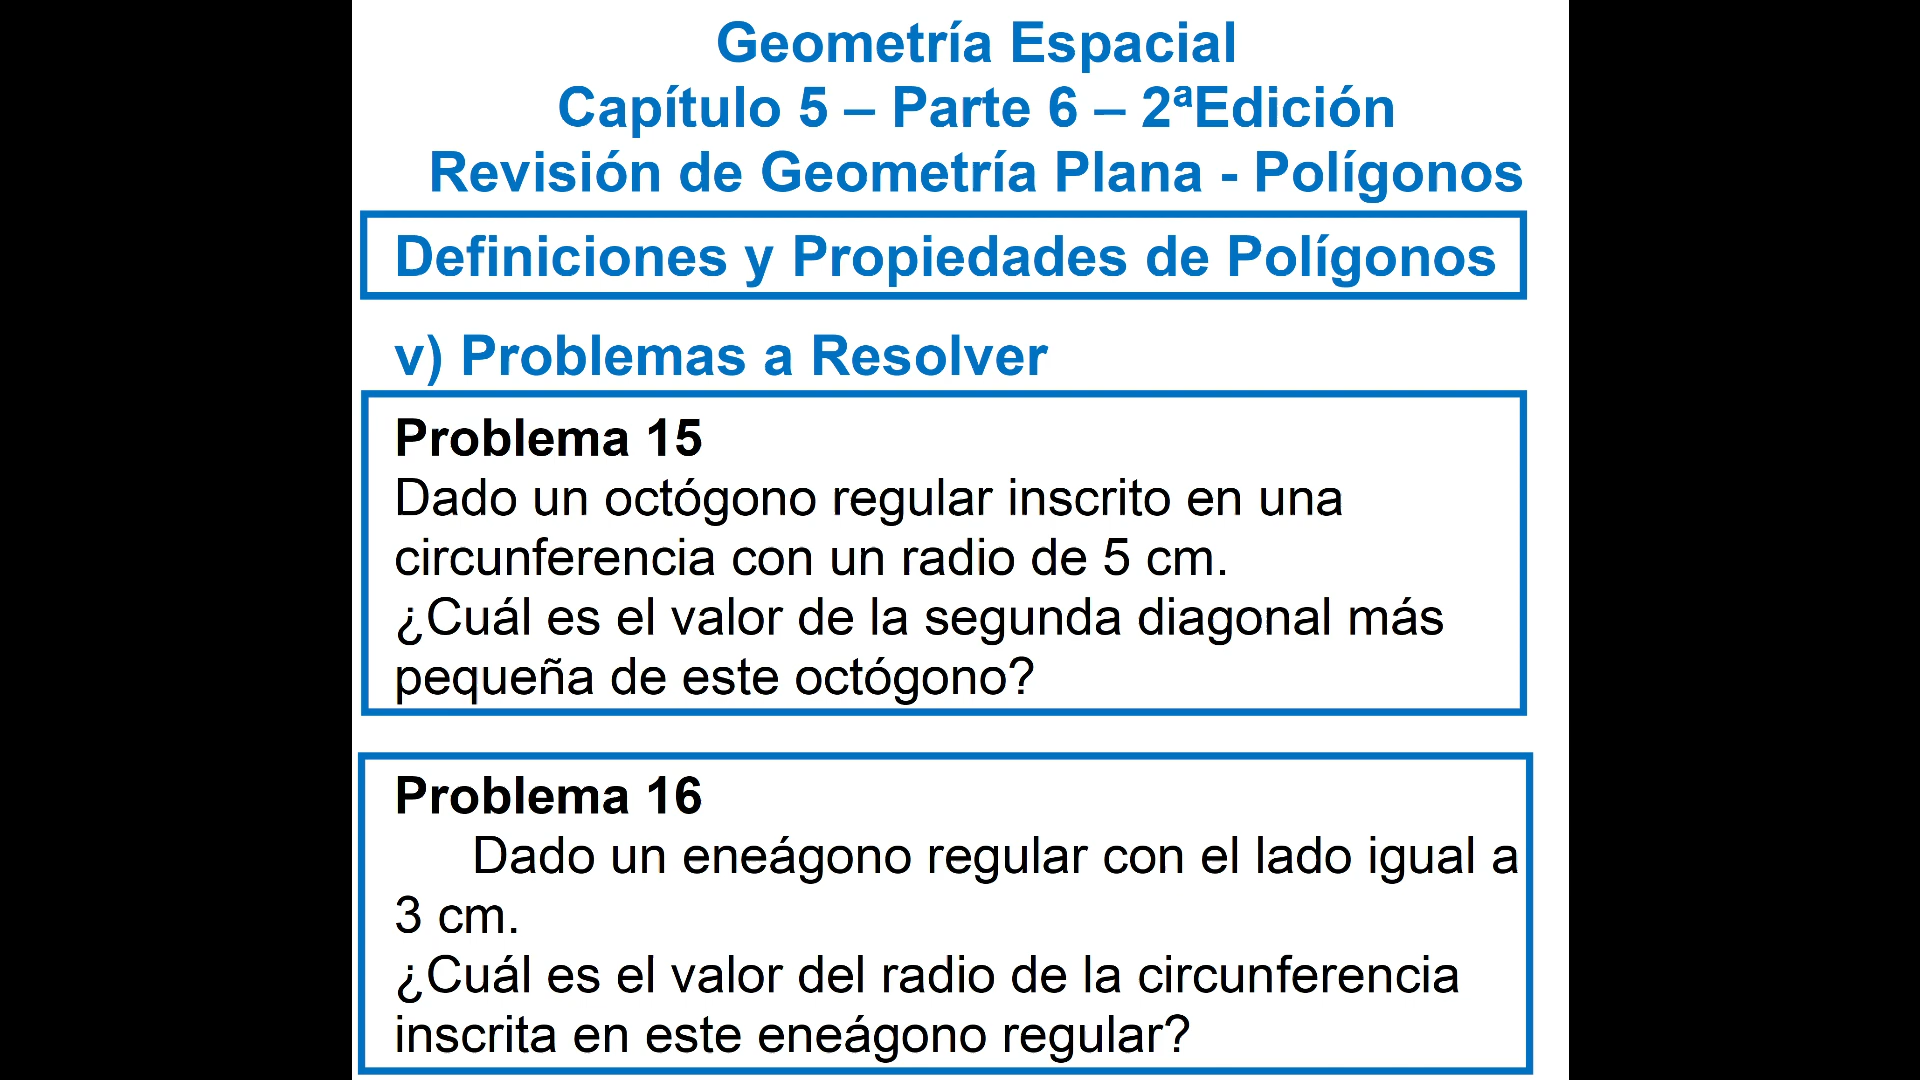 Geometría Espacial
Capítulo 5 – Parte 6 – 2ªEdición
Revisión de Geometría Plana - Polígonos
Definiciones y Propiedades de Polígonos
v) Problemas a Resolver
Problema 15
Dado un octógono regular inscrito en una
circunferencia con un radio de 5 cm.
¿Cuál es el valor de la segunda diagonal más
pequeña de este octógono?
Problema 16
Dado un eneágono regular con el lado igual a
3 cm.
¿Cuál es el valor del radio de la circunferencia
inscrita en este eneágono regular?